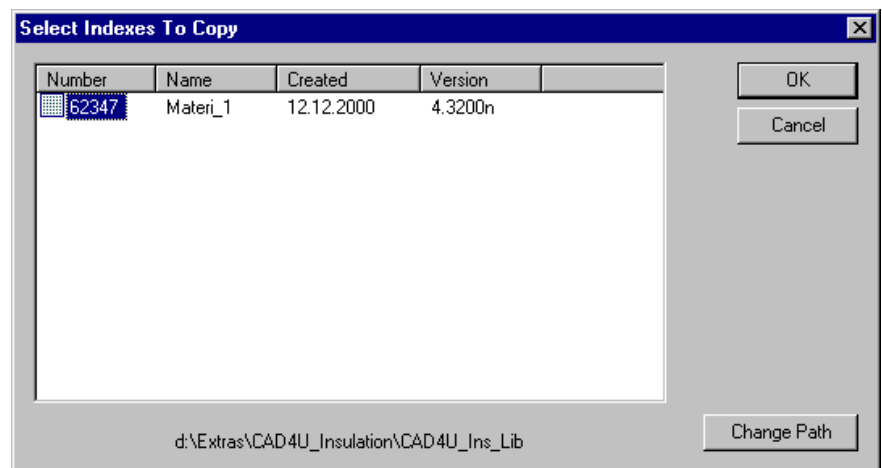 Select Indexes To Copy
Number Name Created Version
62347 Materi_1 12.12.2000 4.3200n
OK
Cancel
Change Path
d:\Extras\CAD4U_Insulation\CAD4U_Ins_Lib